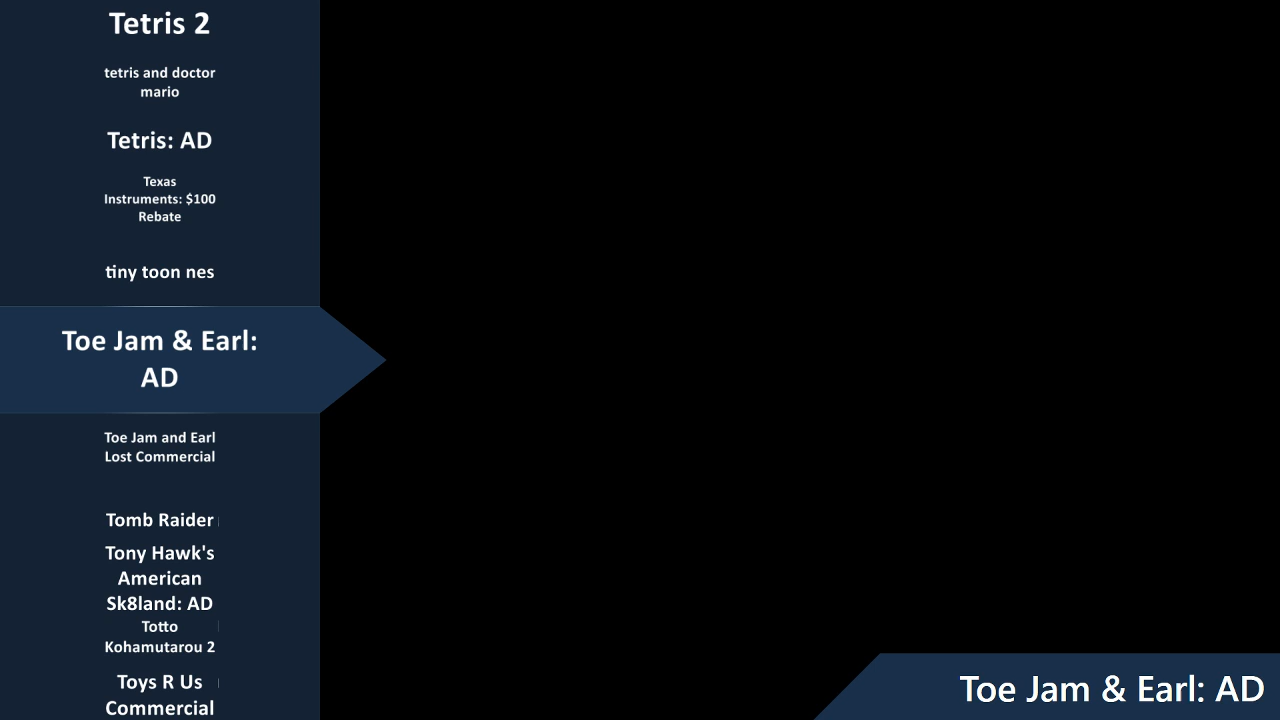 Tetris 2
tetris and doctor
mario
Tetris: AD
Texas
Instruments: $100
Rebate
tiny toon nes
Toe Jam & Earl:
AD
Toe Jam and Earl
Lost Commercial
Tomb Raider
Tony Hawk's
American
Sk8land: AD
Totto
Kohamutarou 2
Toys R Us
Commercial
Toe Jam & Earl: AD